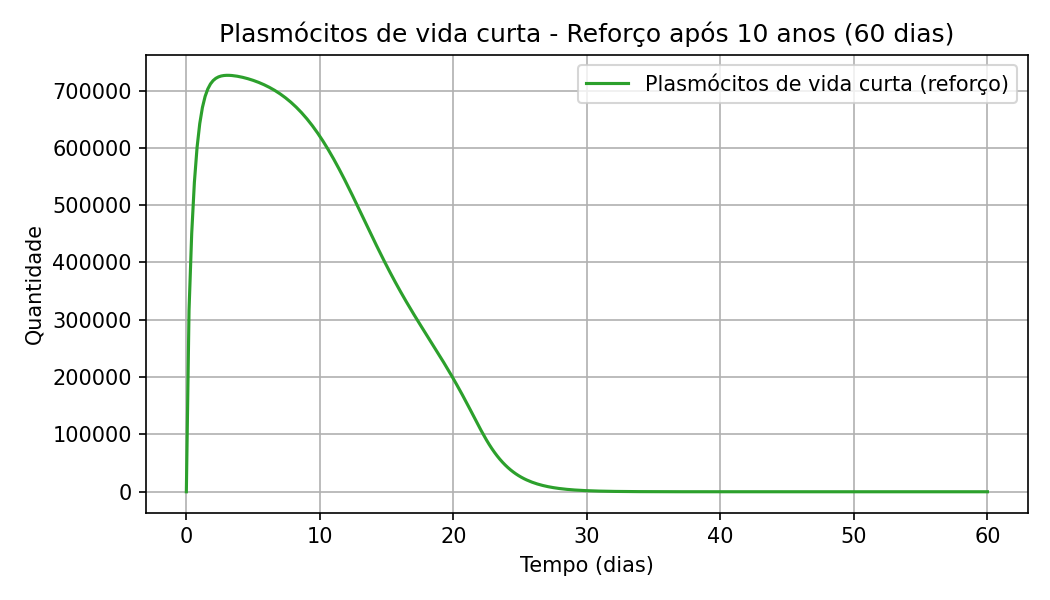 Plasmócitos de vida curta - Reforço após 10 anos (60 dias)
Plasmócitos de vida curta (reforço)
700000
600000
500000
400000
300000
200000
100000
0
Quantidade
0 10 20 30 40 50 60
Tempo (dias)